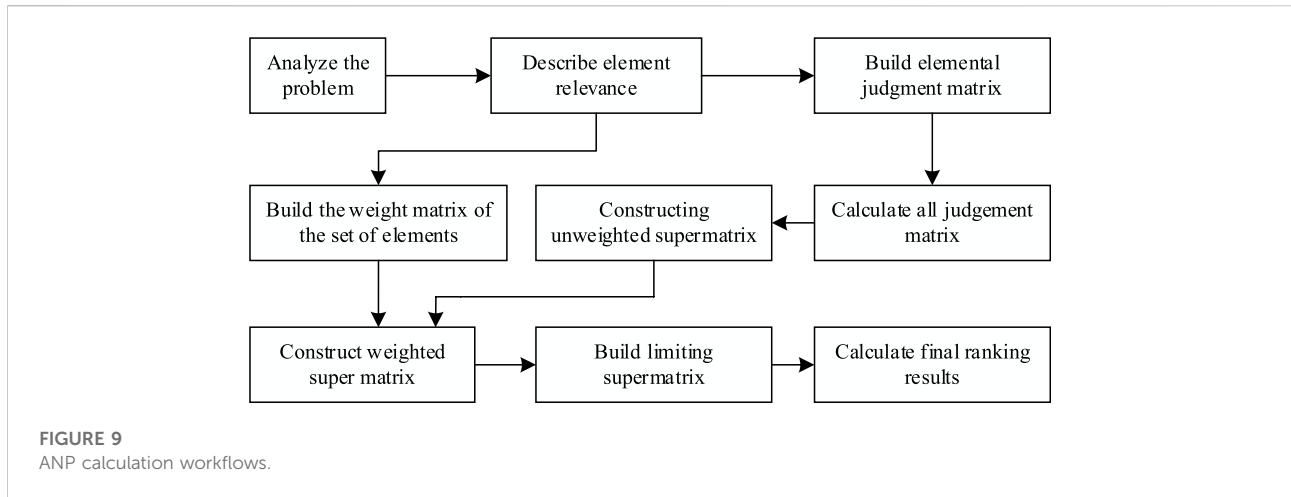 Analyze the
problem
Describe element
relevance
Build elemental
judgment matrix
Build the weight matrix of
the set of elements
Constructing
unweighted supermatrix
Calculate all judgement
matrix
Construct weighted
super matrix
Build limiting
supermatrix
Calculate final ranking
results
FIGURE 9
ANP calculation workflows.